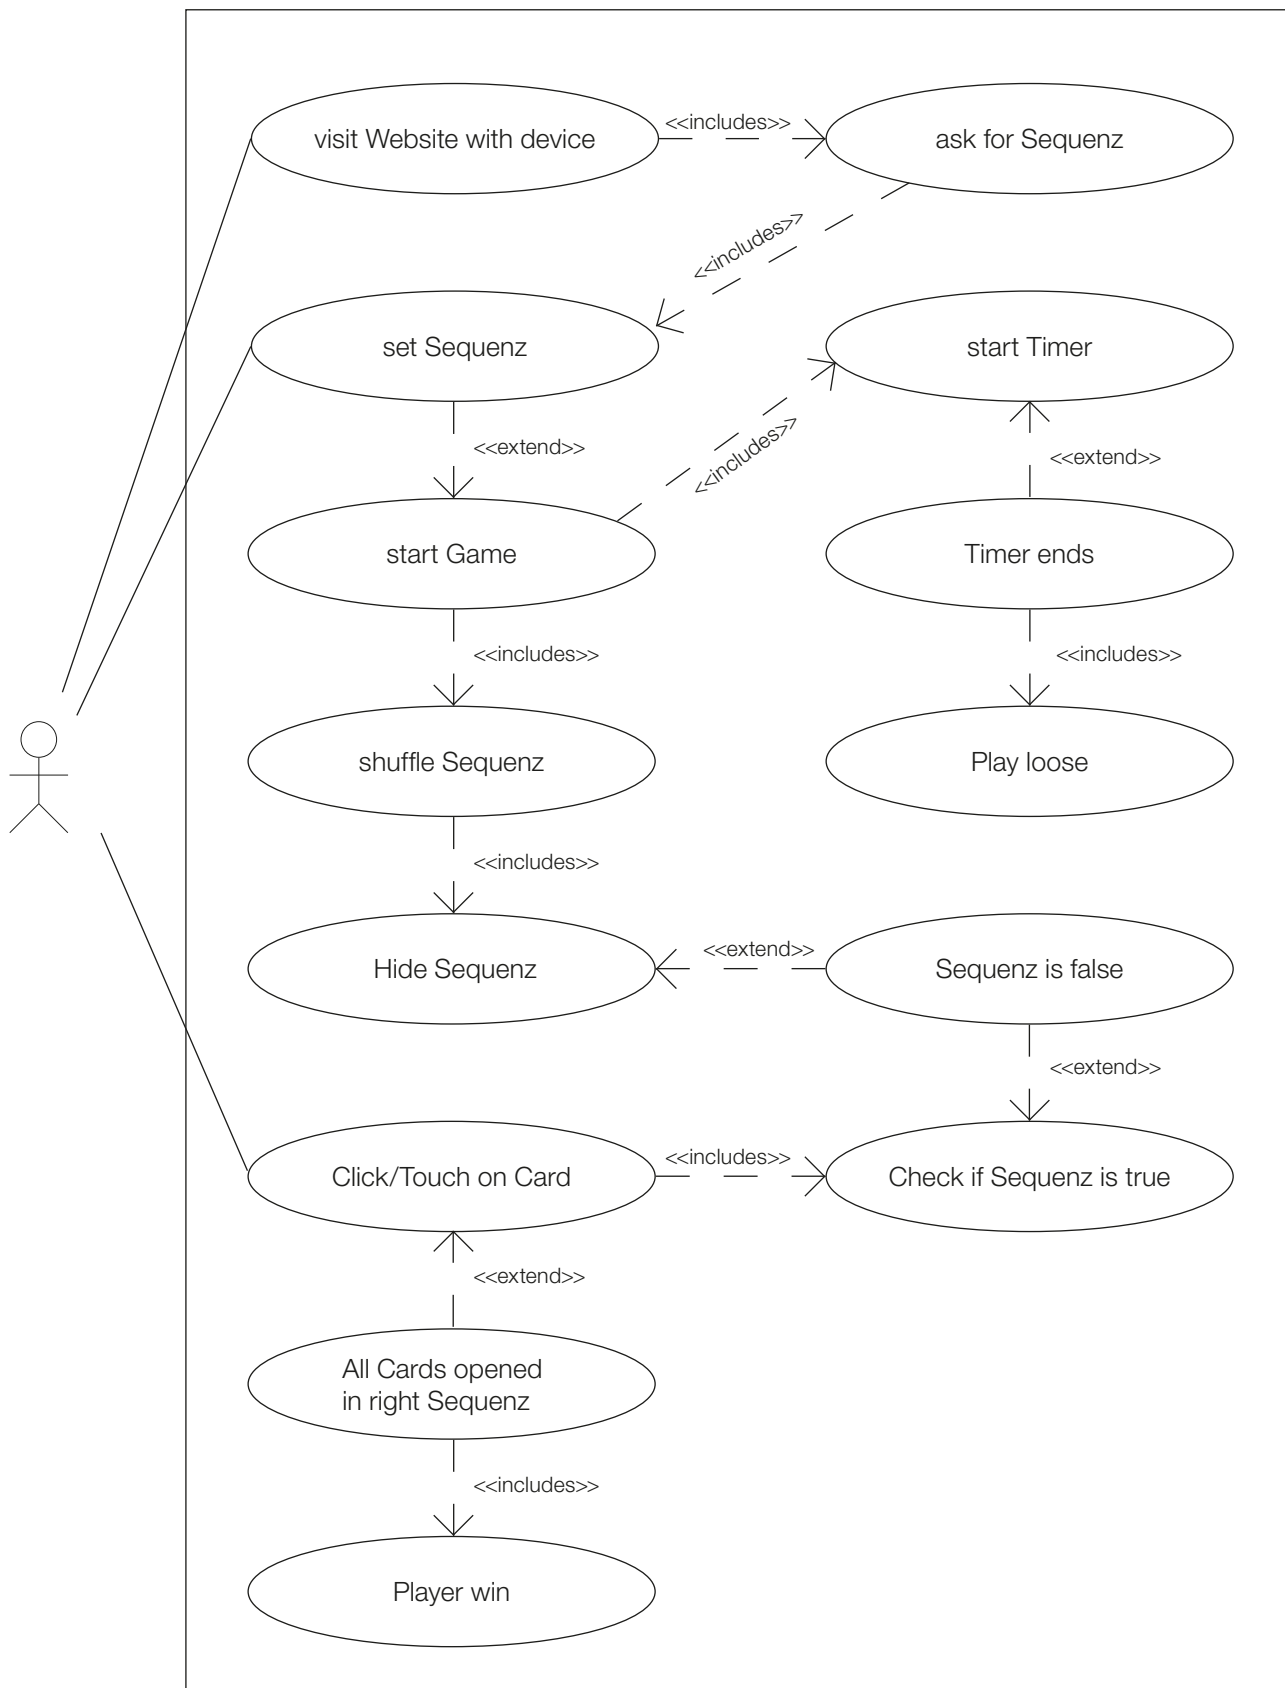 visit Website with device
<<includes>>
ask for Sequenz
<<includes>>
set Sequenz
start Timer
<<extend>>
<<includes>>
<<extend>>
start Game
Timer ends
<<includes>>
<<includes>>
shuffle Sequenz
Play loose
<<includes>>
Hide Sequenz
<<extend>>
Sequenz is false
<<extend>>
Click/Touch on Card
<<includes>>
Check if Sequenz is true
<<extend>>
All Cards opened
in right Sequenz
<<includes>>
Player win